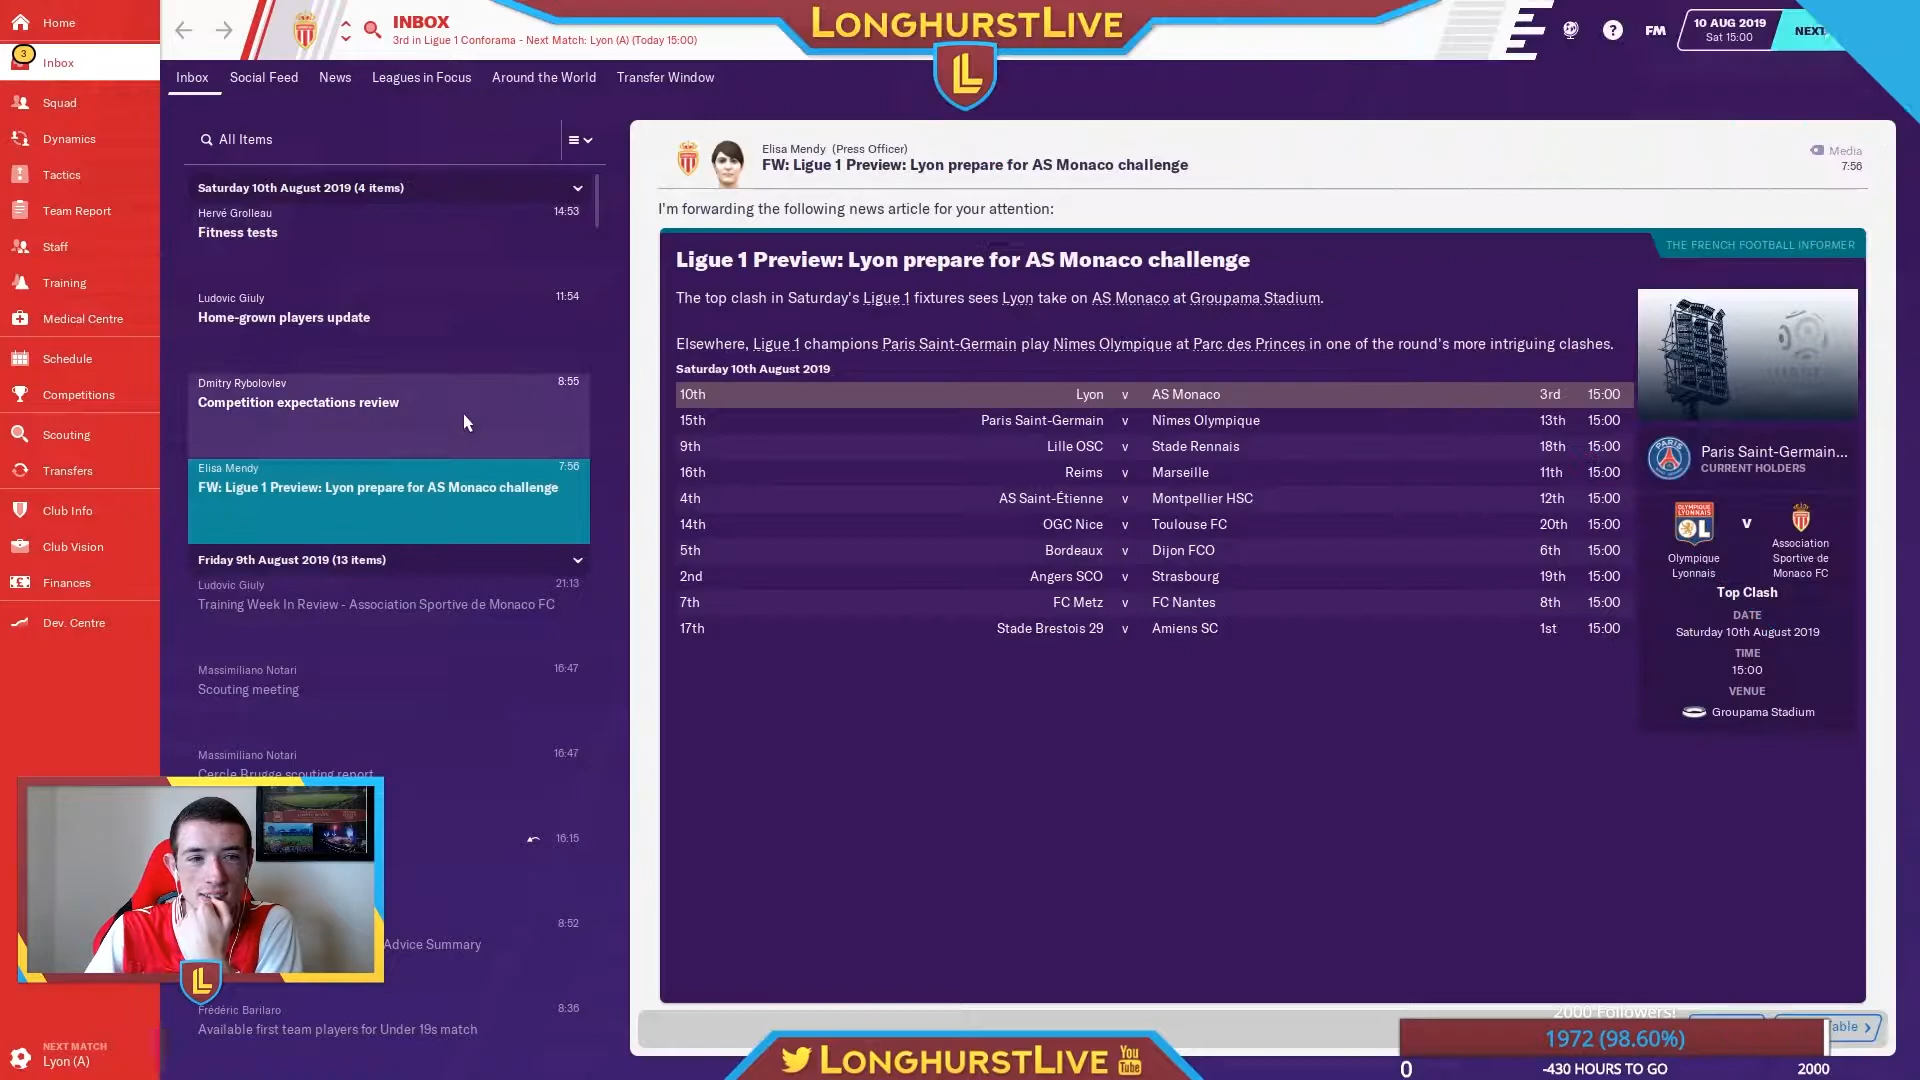 Home
3
Inbox
Squad
Dynamics
Tactics
Team Report
Staff
Training
Medical Centre
Schedule
Competitions
Scouting
Transfers
Club Info
Club Vision
Finances
Dev. Centre
NEXT MATCH
Lyon (A)
INBOX
3rd in Ligue 1 Conforama - Next Match: Lyon (A) (Today 15:00)
LONGHURSTLIVE
LL
?
FM
10 AUG 2019
Sat 15:00
NEXT
Inbox Social Feed News Leagues in Focus Around the World Transfer Window
All Items
Saturday 10th August 2019 (4 items)
Hervé Grolleau 14:53
Fitness tests
Ludovic Giuly 11:54
Home-grown players update
Dmitry Rybolovlev 8:55
Competition expectations review
Elisa Mendy 7:56
FW: Ligue 1 Preview: Lyon prepare for AS Monaco challenge
Friday 9th August 2019 (13 items)
Ludovic Giuly 21:13
Training Week In Review - Association Sportive de Monaco FC
Massimiliano Notari 16:47
Scouting meeting
Massimiliano Notari 16:47
Cercle Brugge scouting report
16:15
8:52
Advice Summary
Frédéric Barilaro 8:36
Available first team players for Under 19s match
LL
Elisa Mendy (Press Officer)
FW: Ligue 1 Preview: Lyon prepare for AS Monaco challenge
Media
7:56
I'm forwarding the following news article for your attention:
THE FRENCH FOOTBALL INFORMER
Ligue 1 Preview: Lyon prepare for AS Monaco challenge
The top clash in Saturday's Ligue 1 fixtures sees Lyon take on AS Monaco at Groupama Stadium.
Elsewhere, Ligue 1 champions Paris Saint-Germain play Nîmes Olympique at Parc des Princes in one of the round's more intriguing clashes.
Saturday 10th August 2019
10th Lyon v AS Monaco 3rd 15:00
15th Paris Saint-Germain v Nîmes Olympique 13th 15:00
9th Lille OSC v Stade Rennais 18th 15:00
16th Reims v Marseille 11th 15:00
4th AS Saint-Étienne v Montpellier HSC 12th 15:00
14th OGC Nice v Toulouse FC 20th 15:00
5th Bordeaux v Dijon FCO 6th 15:00
2nd Angers SCO v Strasbourg 19th 15:00
7th FC Metz v FC Nantes 8th 15:00
17th Stade Brestois 29 v Amiens SC 1st 15:00
Paris Saint-Germain...
CURRENT HOLDERS
v
Olympique
Lyonnais
Association
Sportive de
Monaco FC
Top Clash
DATE
Saturday 10th August 2019
TIME
15:00
VENUE
Groupama Stadium
2000 Followers!
able >
1972 (98.60%)
0 -430 HOURS TO GO 2000
LONGHURSTLIVE You Tube